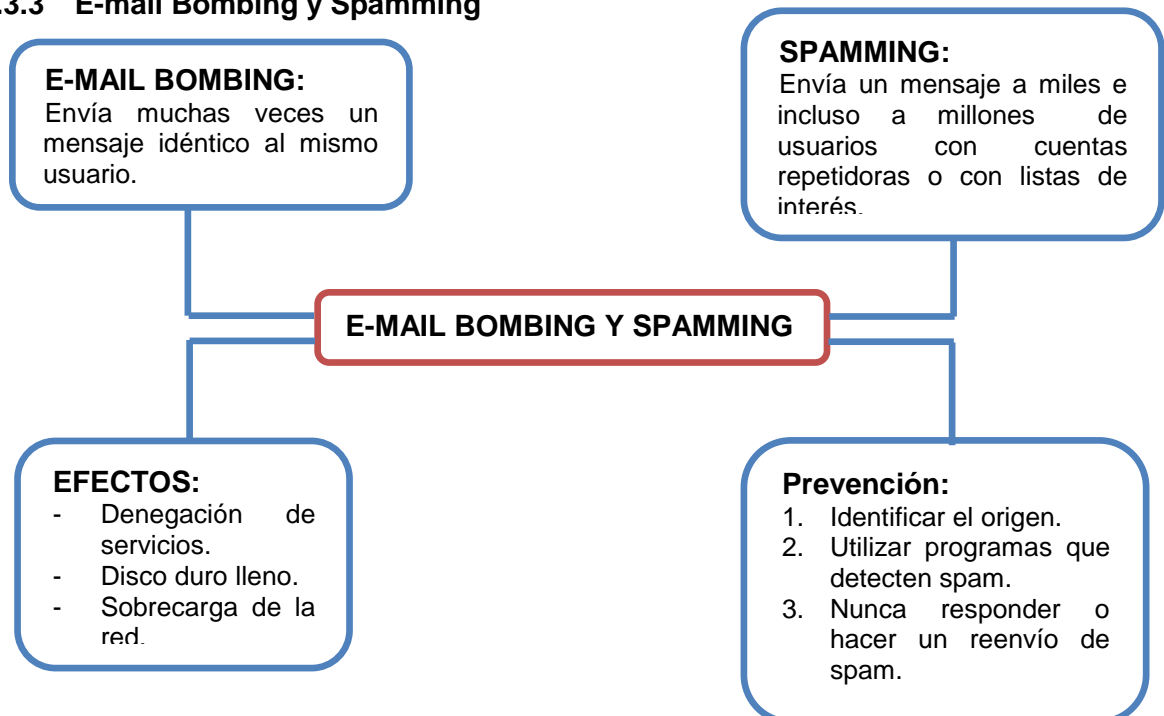 .3.3 E-mail Bombing y Spamming
E-MAIL BOMBING:
Envía muchas veces un
mensaje idéntico al mismo
usuario.
SPAMMING:
Envía un mensaje a miles e
incluso a millones de
usuarios con cuentas
repetidoras o con listas de
interés.
E-MAIL BOMBING Y SPAMMING
EFECTOS:
- Denegación de
servicios.
- Disco duro lleno.
- Sobrecarga de la
red.
Prevención:
1. Identificar el origen.
2. Utilizar programas que
detecten spam.
3. Nunca responder o
hacer un reenvío de
spam.